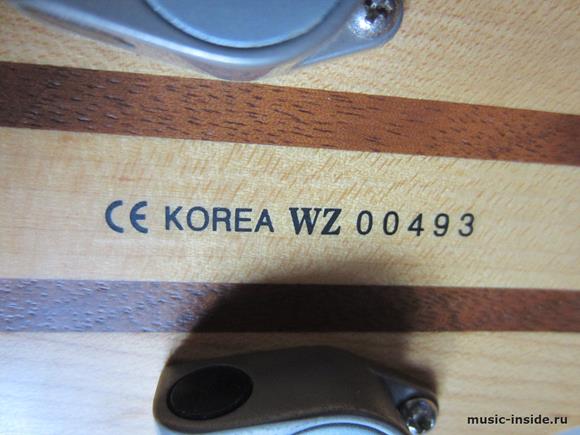 CE KOREA WZ 00493
music-inside.ru